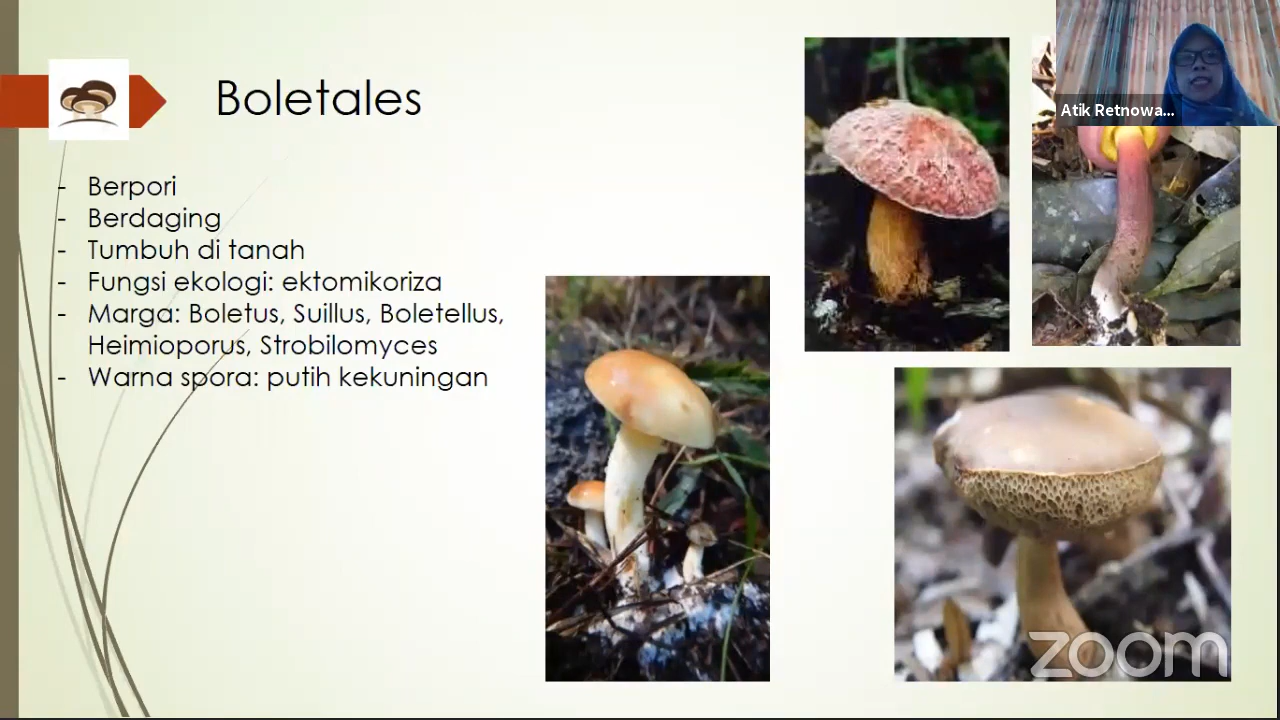 Boletales
- Berpori
- Berdaging
- Tumbuh di tanah
- Fungsi ekologi: ektomikoriza
- Marga: Boletus, Suillus, Boletellus,
Heimioporus, Strobilomyces
- Warna spora: putih kekuningan
Atik Retnowa...
zoom